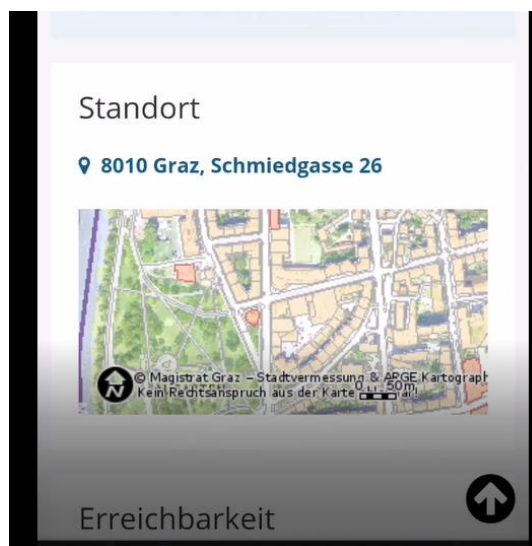 Standort
8010 Graz, Schmiedgasse 26
© Magistrat Graz – Stadtvermessung & ARGE Kartograph
Kein Rechtsanspruch aus der Karte
0
50m
N
Erreichbarkeit